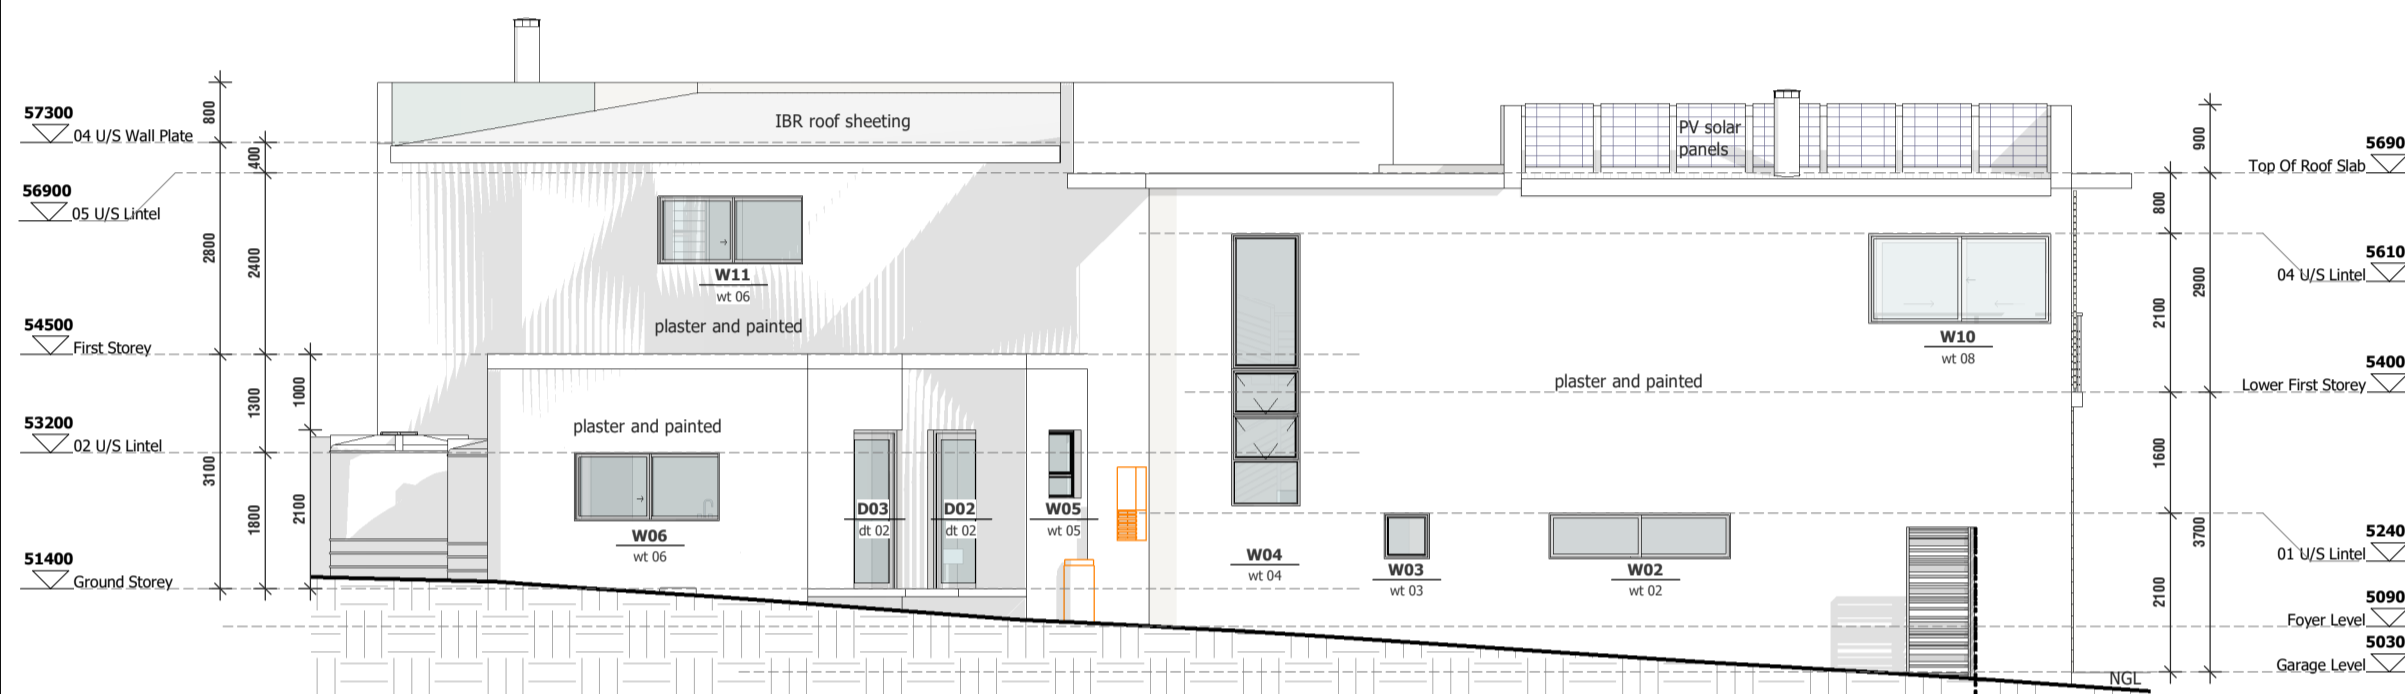 57300
04 U/S Wall Plate
56900
05 U/S Lintel
54500
First Storey
53200
02 U/S Lintel
51400
Ground Storey
800
2800
3100
400
2400
1300
1800
1000
2100
IBR roof sheeting
W11
wt 06
plaster and painted
plaster and painted
W06
wt 06
D03
dt 02
D02
dt 02
W05
wt 05
W04
wt 04
W03
wt 03
W02
wt 02
plaster and painted
PV solar
panels
W10
wt 08
800
2100
1600
2100
900
2900
3700
5690
Top Of Roof Slab
5610
04 U/S Lintel
5400
Lower First Storey
5240
01 U/S Lintel
5090
Foyer Level
5030
Garage Level
NGL